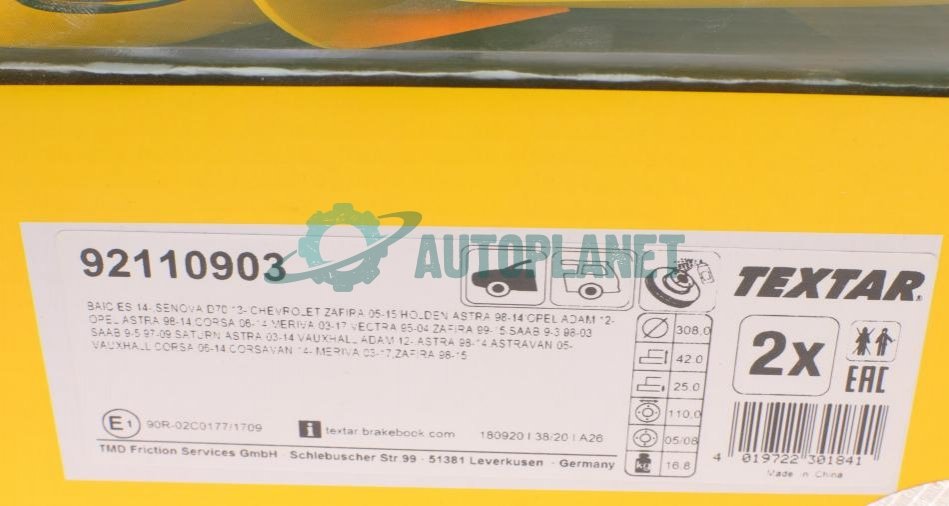 92110903
AUTOPLANET
TEXTAR®
BAIC ES 14- SENOVA D70 13- CHEVROLET ZAFIRA 05-15 HOLDEN ASTRA 98-14 OPEL ADAM 12-
OPEL ASTRA 98-14 CORSA 06-14 MERIVA 03-17 VECTRA 95-04 ZAFIRA 99-15 SAAB 9-3 98-03
SAAB 9-5 97-09 SATURN ASTRA 03-14 VAUXHALL ADAM 12- ASTRA 98-14 ASTRAVAN 05-
VAUXHALL CORSA 06-14 CORSAVAN 14- MERIVA 03-17,ZAFIRA 98-15
308.0
42.0
25.0
110.0
05/08
kg 16.8
2x
EAC
E1 90R-02C0177/1709
i textar.brakebook.com
180920 | 38:20 | A26
TMD Friction Services GmbH · Schlebuscher Str.99 · 51381 Leverkusen · Germany
4 019722 301841
Made in China